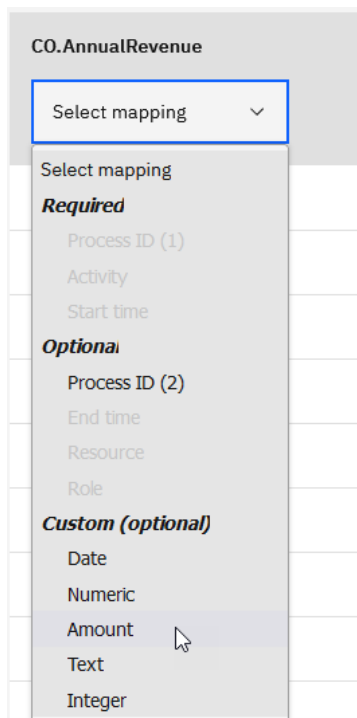 CO.AnnualRevenue
Select mapping
Select mapping
Required
Process ID (1)
Activity
Start time
Optional
Process ID (2)
End time
Resource
Role
Custom (optional)
Date
Numeric
Amount
Text
Integer